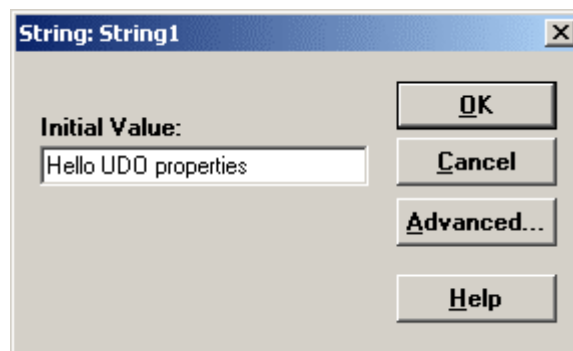 String: String1
Initial Value:
Hello UDO properties
OK
Cancel
Advanced...
Help